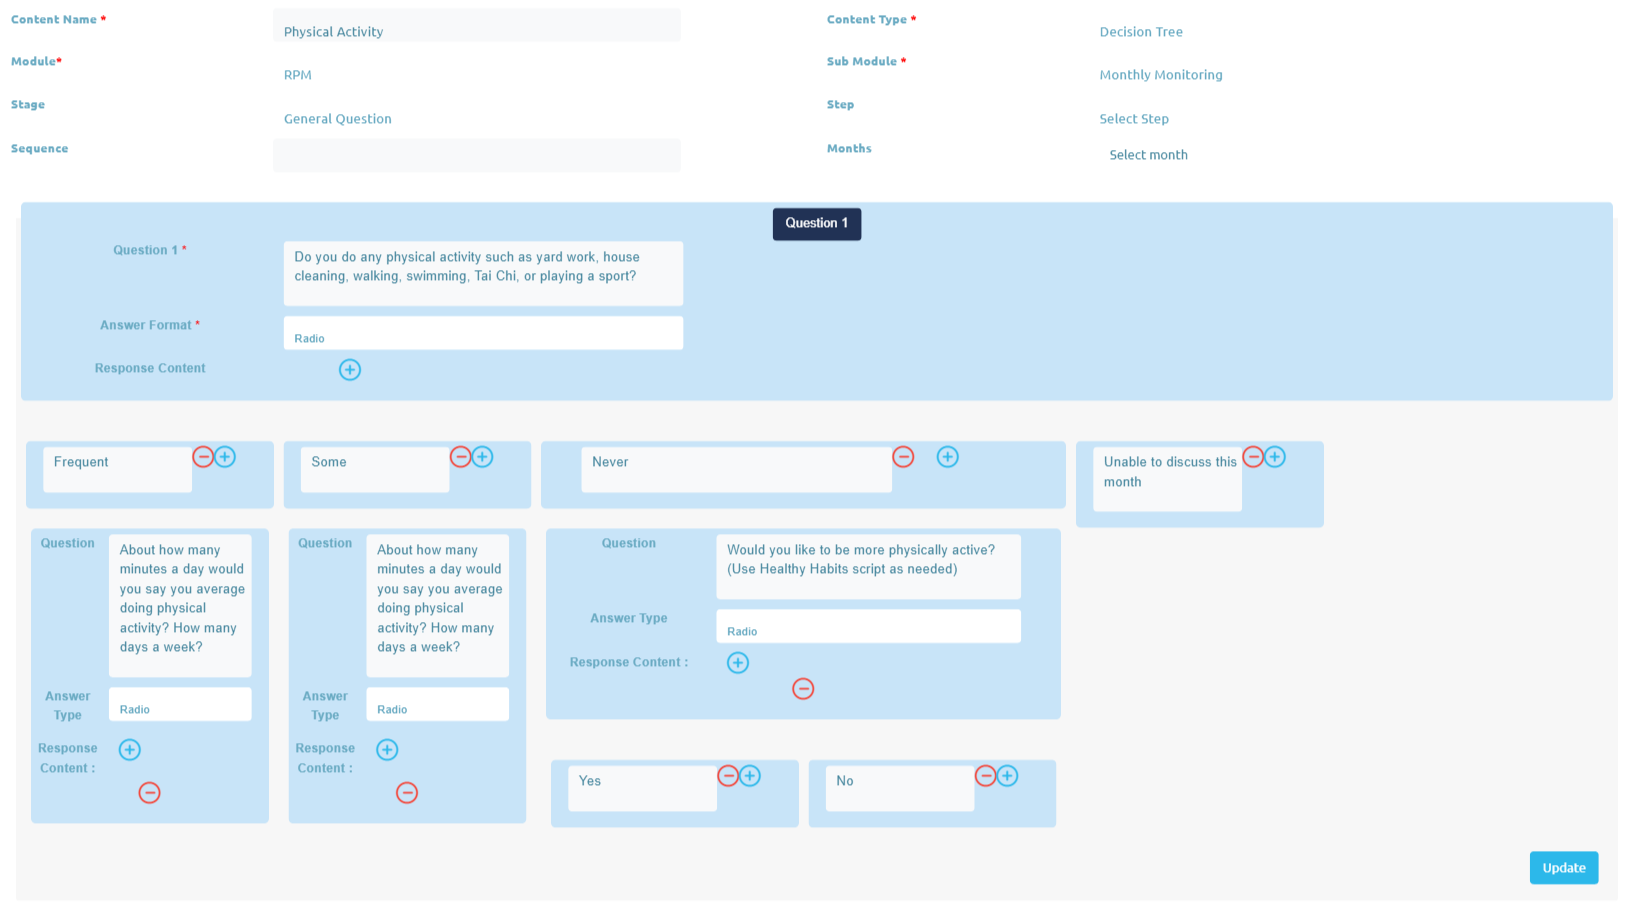 Content Name *
Physical Activity
Content Type *
Decision Tree
Module*
RPM
Sub Module *
Monthly Monitoring
Stage
General Question
Step
Select Step
Sequence
Months
Select month
Question 1
Question 1 *
Do you do any physical activity such as yard work, house
cleaning, walking, swimming, Tai Chi, or playing a sport?
Answer Format *
Radio
Response Content
Frequent
Some
Never
Unable to discuss this
month
Question
About how many
minutes a day would
you say you average
doing physical
activity? How many
days a week?
Answer
Type
Radio
Response
Content :
Question
About how many
minutes a day would
you say you average
doing physical
activity? How many
days a week?
Answer
Type
Radio
Response
Content :
Question
Would you like to be more physically active?
(Use Healthy Habits script as needed)
Answer Type
Radio
Response Content :
Yes
No
Update